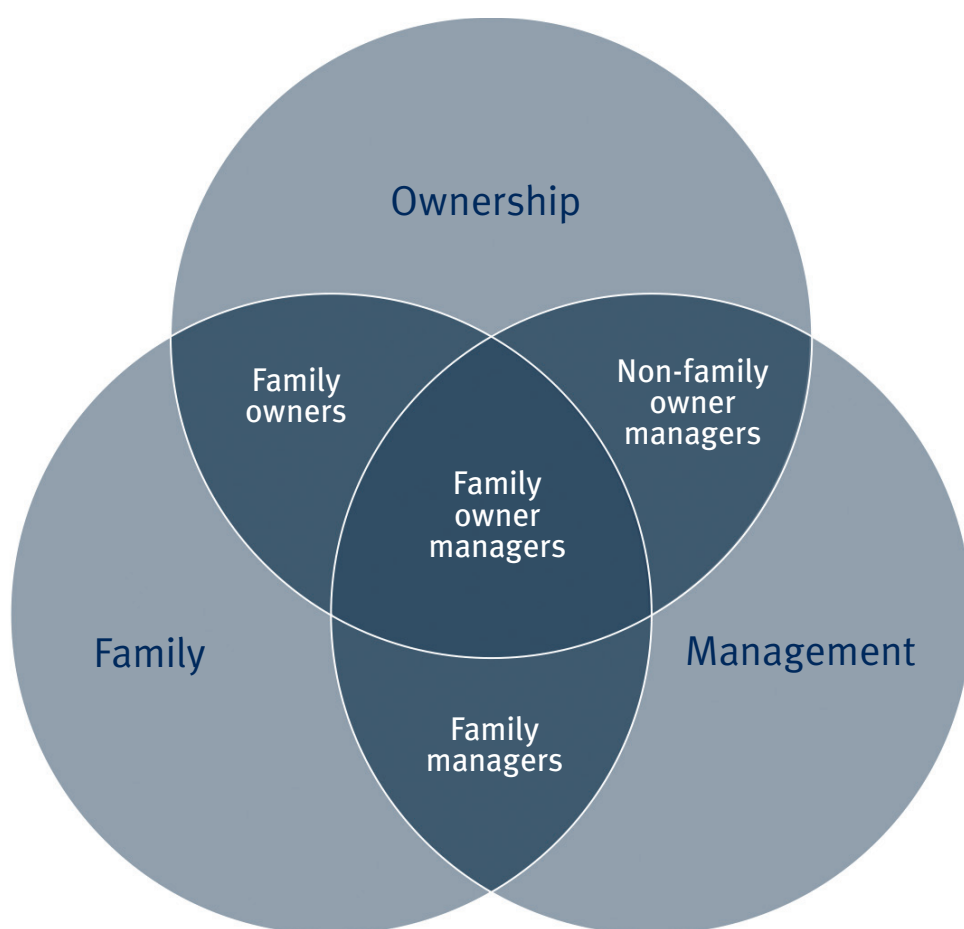 Ownership
Family
owners
Non-family
owner
managers
Family
owner
managers
Family
Management
Family
managers